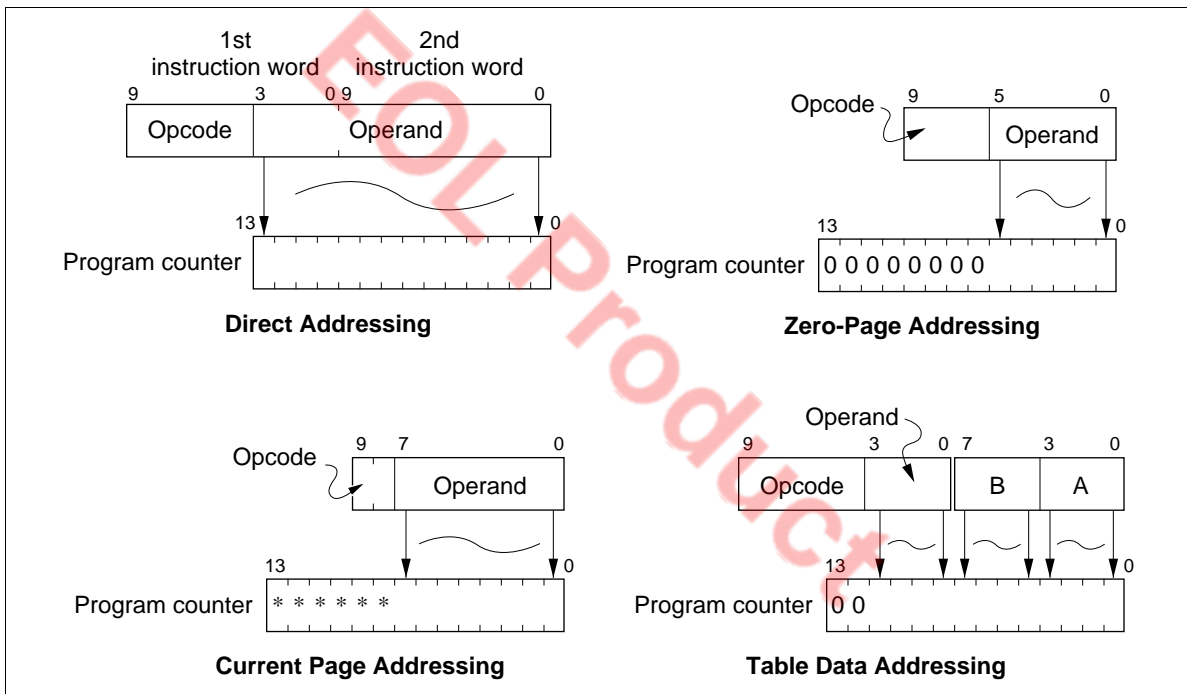 1st
instruction word
2nd
instruction word
9 3 0 9 0
Opcode Operand
13 0
Program counter
Direct Addressing
9 5 0
Opcode
Operand
13 0
Program counter 0 0 0 0 0 0 0 0
Zero-Page Addressing
9 7 0
Opcode
Operand
13 0
Program counter * * * * * *
Current Page Addressing
Operand
9 3 0 7 3 0
Opcode B A
13 0
Program counter 0 0
Table Data Addressing
EOL Product